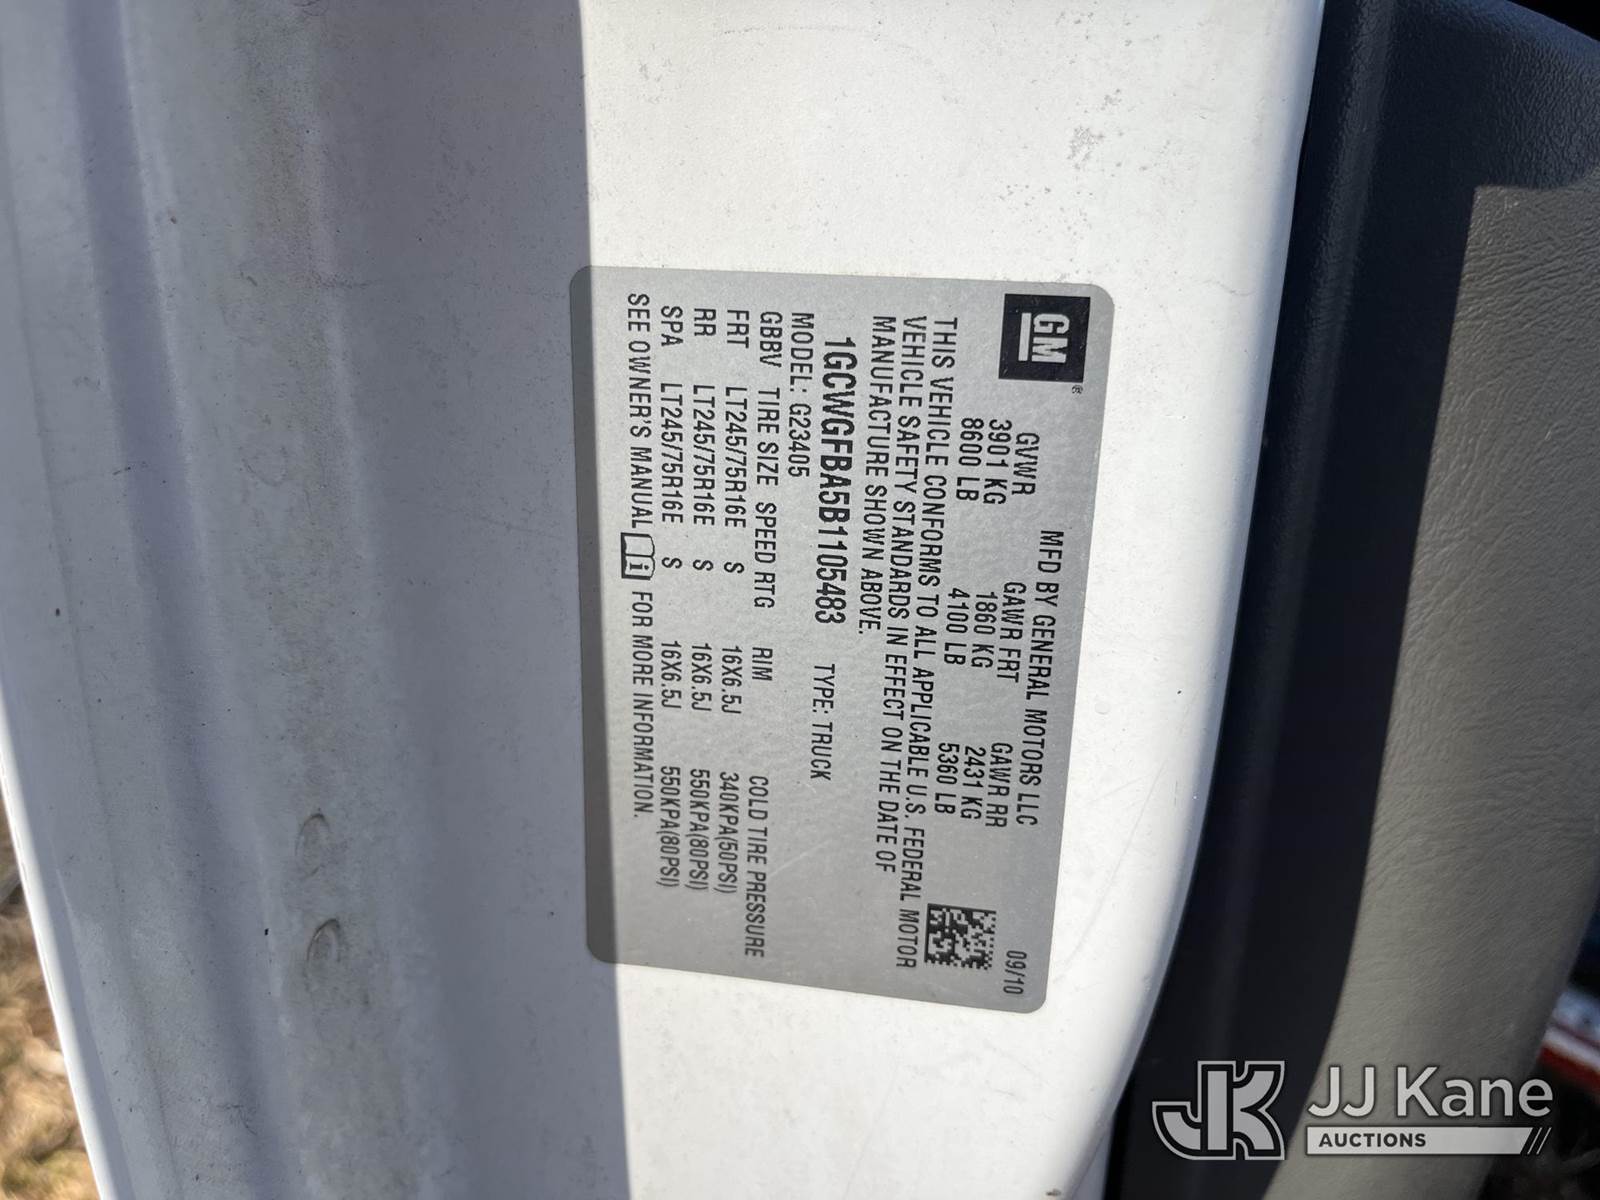 GM®
MFD BY GENERAL MOTORS LLC 09/10
GVWR GAWR FRT GAWR RR
3901 KG 1860 KG 2431 KG
8600 LB 4100 LB 5360 LB
THIS VEHICLE CONFORMS TO ALL APPLICABLE U.S. FEDERAL MOTOR
VEHICLE SAFETY STANDARDS IN EFFECT ON THE DATE OF
MANUFACTURE SHOWN ABOVE.
1GCWGFBA5B1105483 TYPE: TRUCK
MODEL: G23405
GBBV TIRE SIZE SPEED RTG RIM COLD TIRE PRESSURE
FRT LT245/75R16E S 16X6.5J 340KPA(50PSI)
RR LT245/75R16E S 16X6.5J 550KPA(80PSI)
SPA LT245/75R16E S 16X6.5J 550KPA(80PSI)
SEE OWNER'S MANUAL i FOR MORE INFORMATION.
JK JJ Kane
AUCTIONS